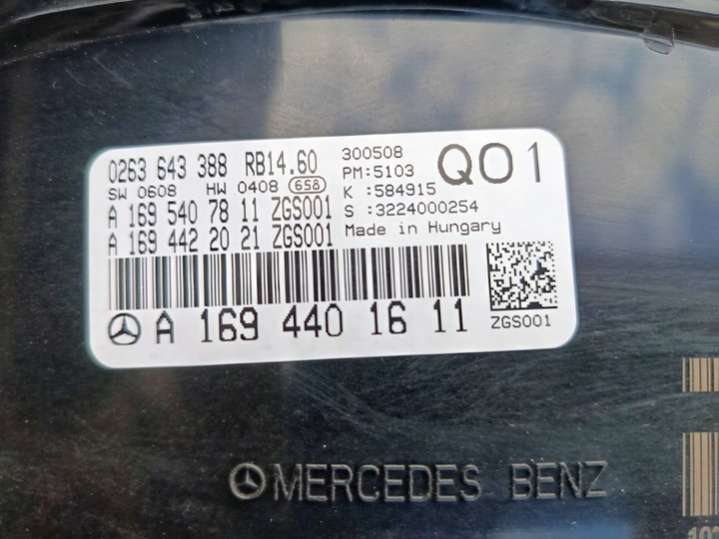 0263 643 388 RB14.60
SW 0608 HW 0408 658
A 169 540 78 11 ZGS001
A 169 442 20 21 ZGS001
300508
PM:5103
K :584915
S :3224000254
Made in Hungary
Q01
A 169 440 16 11
ZGS001
MERCEDES BENZ